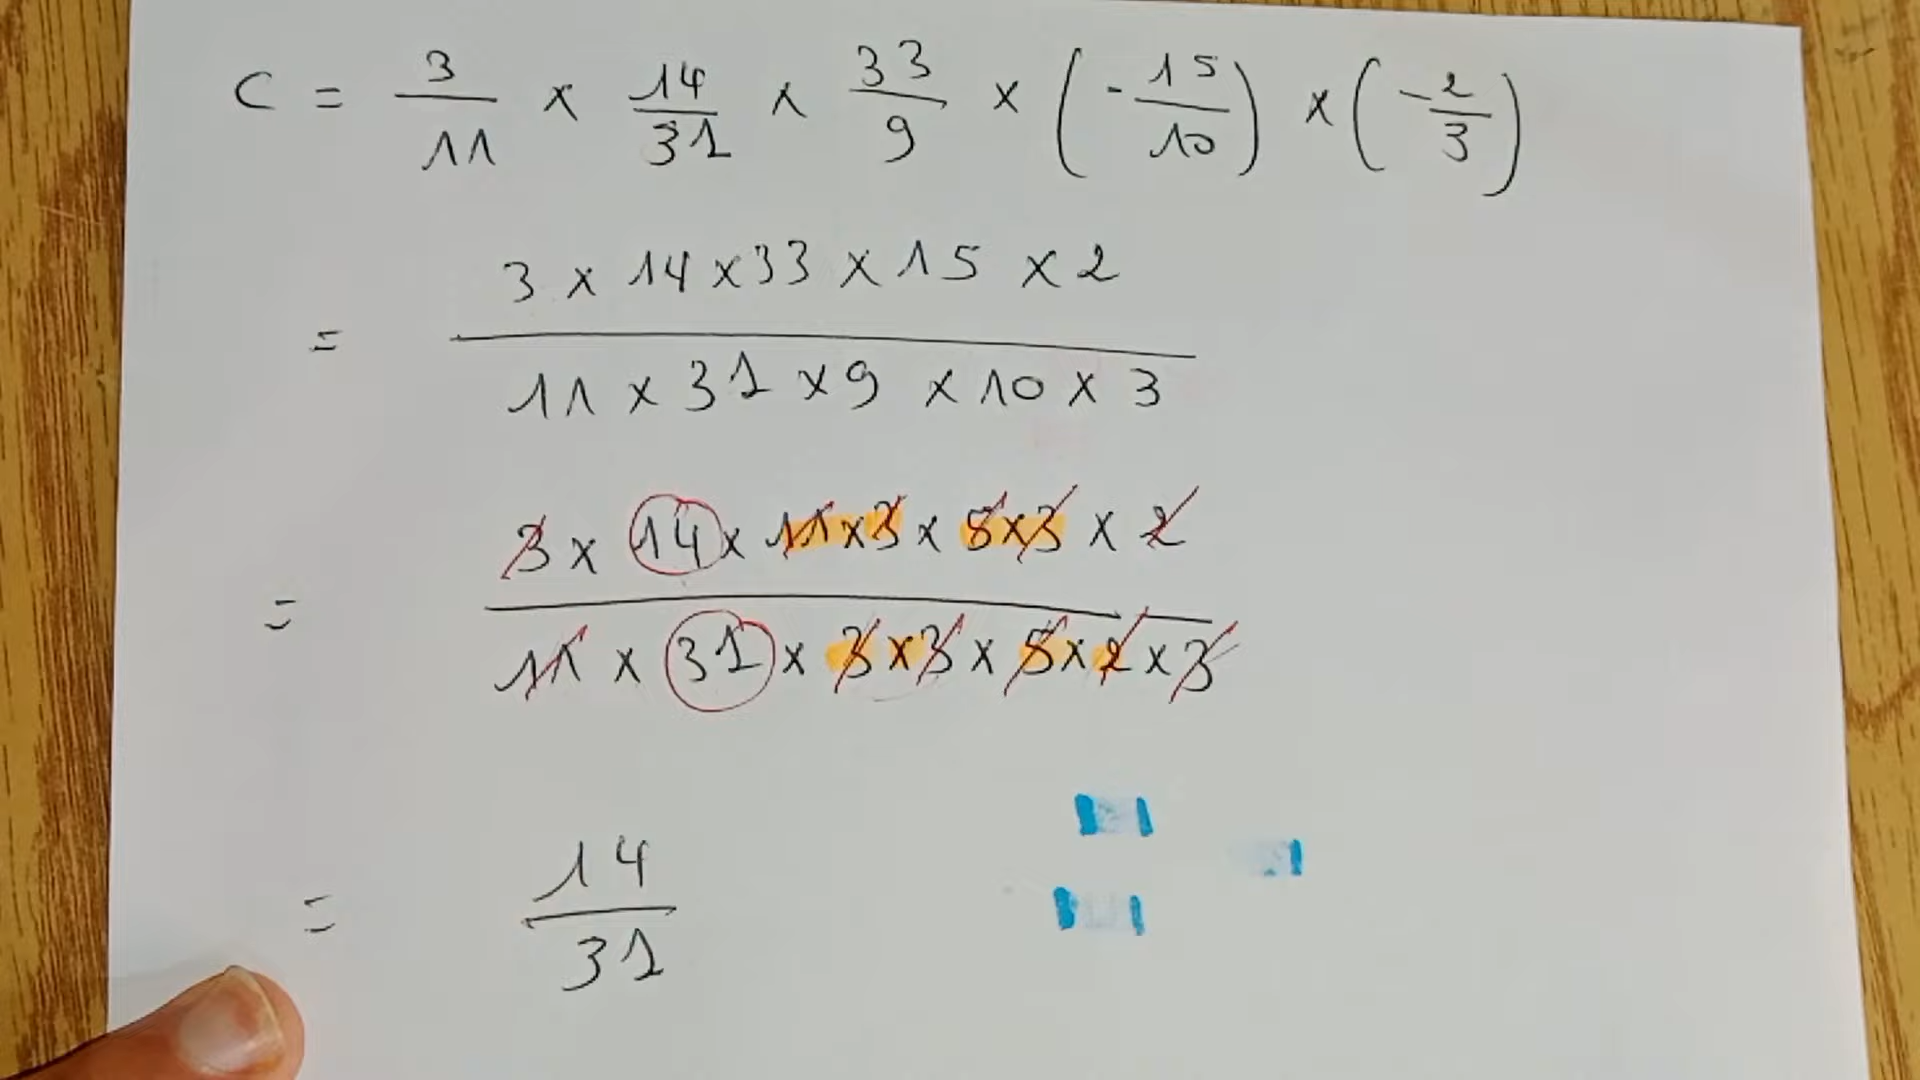 C = 3/11 × 14/31 × 33/9 × (-15/10) × (-2/3)
= (3 × 14 × 33 × 15 × 2)/(11 × 31 × 9 × 10 × 3)
= (3 × 14 × 11 × 3 × 5 × 3 × 2)/(11 × 31 × 3 × 3 × 5 × 2 × 3)
= 14/31